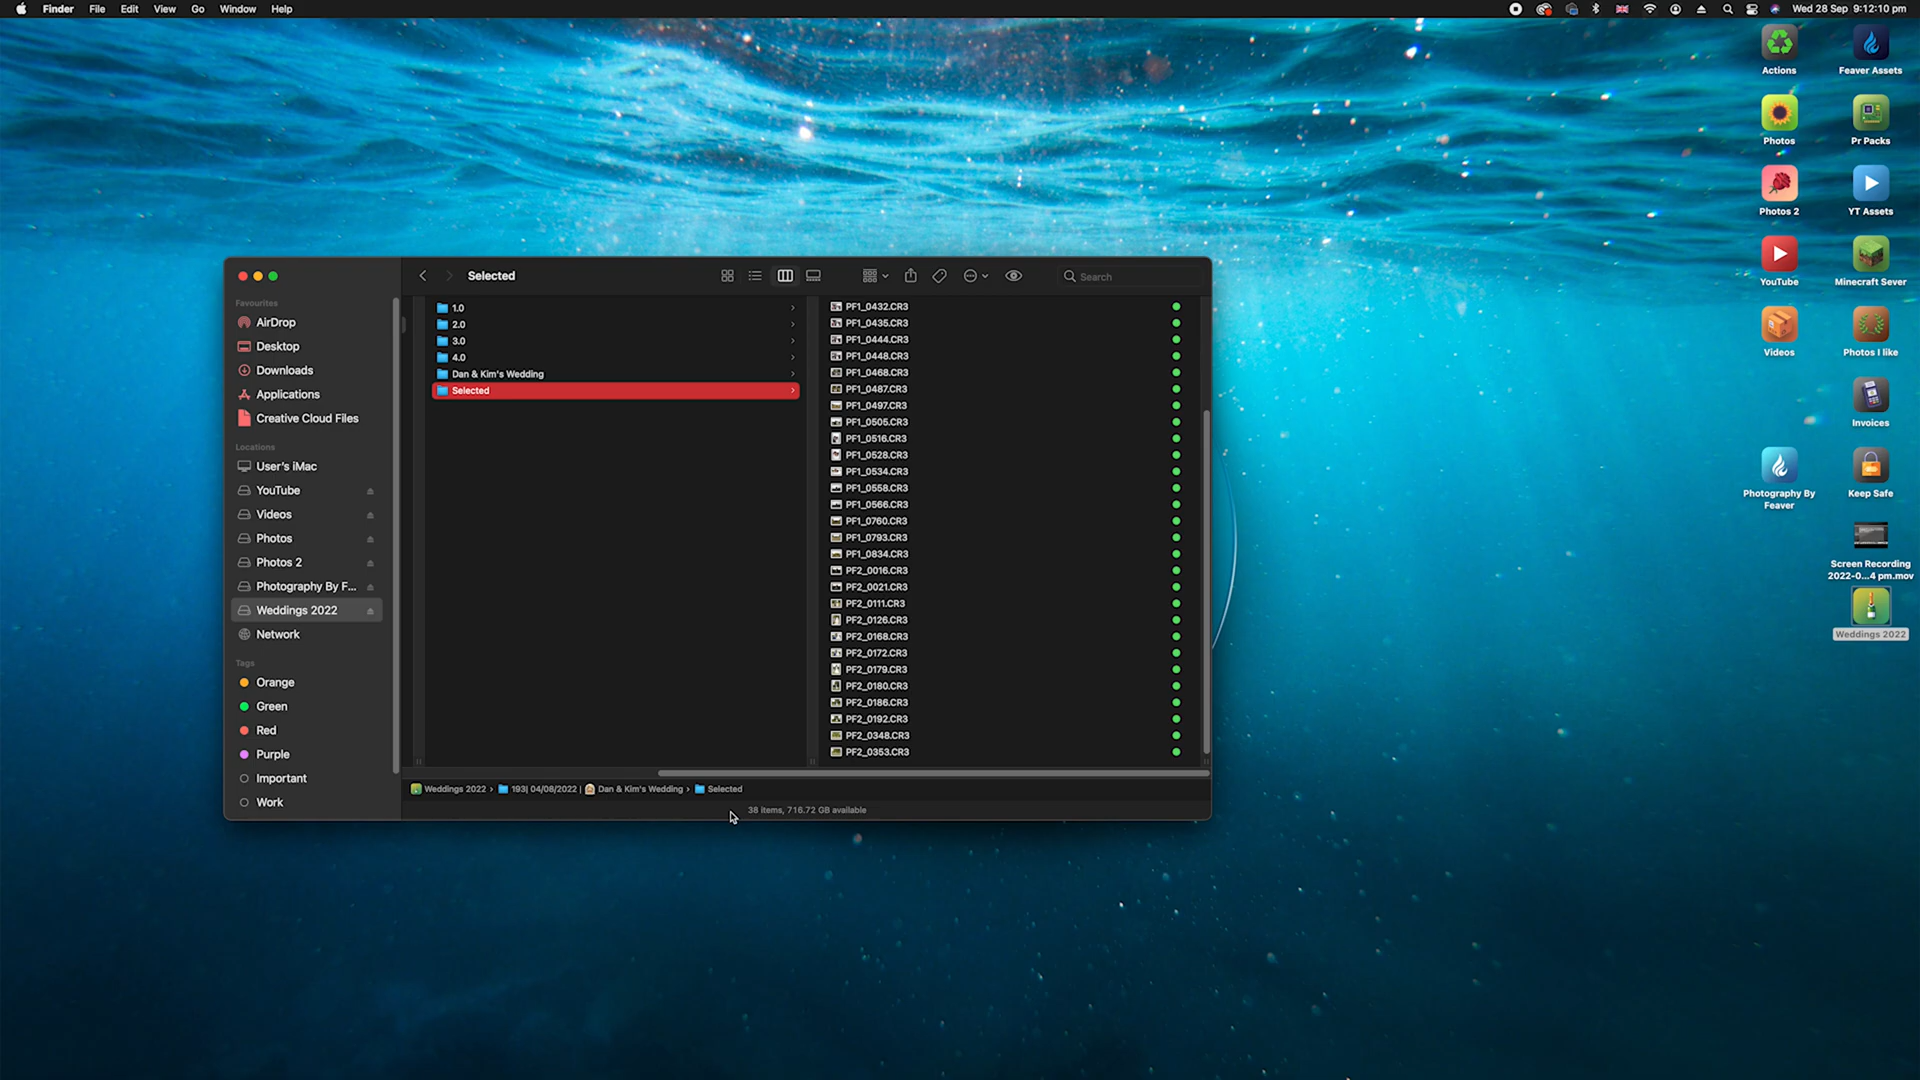 Finder File Edit View Go Window Help
Wed 28 Sep 9:12:10 pm
Actions
Feaver Assets
Photos
Pr Packs
Photos 2
YT Assets
YouTube
Minecraft Sever
Videos
Photos I like
Invoices
Photography By
Feaver
Keep Safe
Screen Recording
2022-0...4 pm.mov
Weddings 2022
Selected
Search
Favourites
AirDrop
Desktop
Downloads
Applications
Creative Cloud Files
Locations
User's iMac
YouTube
Videos
Photos
Photos 2
Photography By F...
Weddings 2022
Network
Tags
Orange
Green
Red
Purple
Important
Work
1.0
2.0
3.0
4.0
Dan & Kim's Wedding
Selected
PF1_0432.CR3
PF1_0435.CR3
PF1_0444.CR3
PF1_0448.CR3
PF1_0468.CR3
PF1_0487.CR3
PF1_0497.CR3
PF1_0505.CR3
PF1_0516.CR3
PF1_0528.CR3
PF1_0534.CR3
PF1_0558.CR3
PF1_0566.CR3
PF1_0760.CR3
PF1_0793.CR3
PF1_0834.CR3
PF2_0016.CR3
PF2_0021.CR3
PF2_0111.CR3
PF2_0126.CR3
PF2_0168.CR3
PF2_0172.CR3
PF2_0179.CR3
PF2_0180.CR3
PF2_0186.CR3
PF2_0192.CR3
PF2_0348.CR3
PF2_0353.CR3
Weddings 2022 › 193| 04/08/2022 | Dan & Kim's Wedding › Selected
38 items, 716.72 GB available